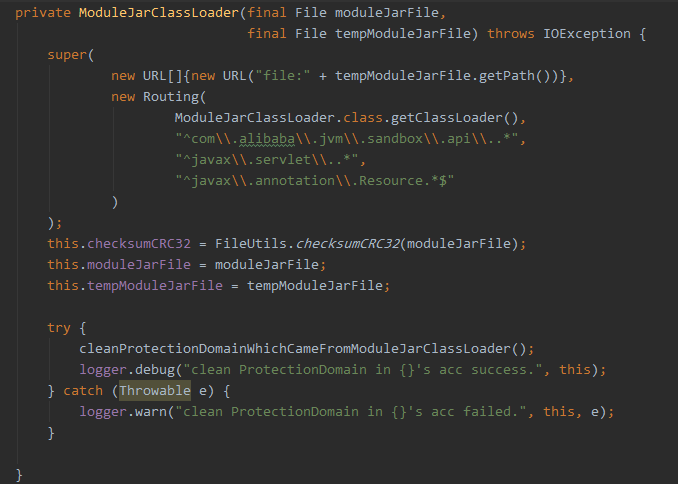 private ModuleJarClassLoader(final File moduleJarFile,
final File tempModuleJarFile) throws IOException {
super(
new URL[]{new URL("file:" + tempModuleJarFile.getPath())},
new Routing(
ModuleJarClassLoader.class.getClassLoader(),
"^com\\.alibaba\\.jvm\\.sandbox\\.api\\..*",
"^javax\\.servlet\\..*",
"^javax\\.annotation\\.Resource.*$"
)
);
this.checksumCRC32 = FileUtils.checksumCRC32(moduleJarFile);
this.moduleJarFile = moduleJarFile;
this.tempModuleJarFile = tempModuleJarFile;
try {
cleanProtectionDomainWhichCameFromModuleJarClassLoader();
logger.debug("clean ProtectionDomain in {}'s acc success.", this);
} catch (Throwable e) {
logger.warn("clean ProtectionDomain in {}'s acc failed.", this, e);
}
}